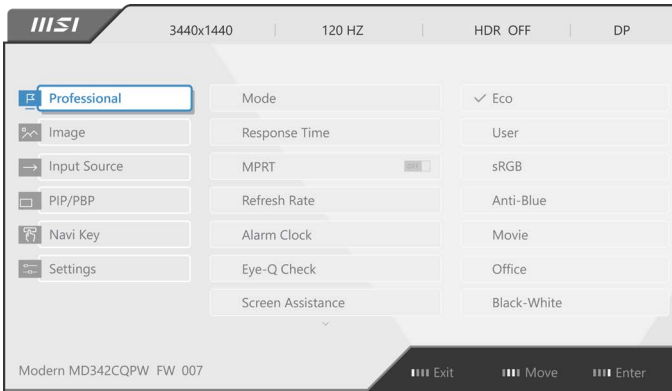 msi
3440x1440 120 HZ HDR OFF DP
Professional Mode ✓ Eco
Image Response Time User
Input Source MPRT OFF sRGB
PIP/PBP Refresh Rate Anti-Blue
Navi Key Alarm Clock Movie
Settings Eye-Q Check Office
Screen Assistance Black-White
Modern MD342CQPW FW 007 Exit Move Enter